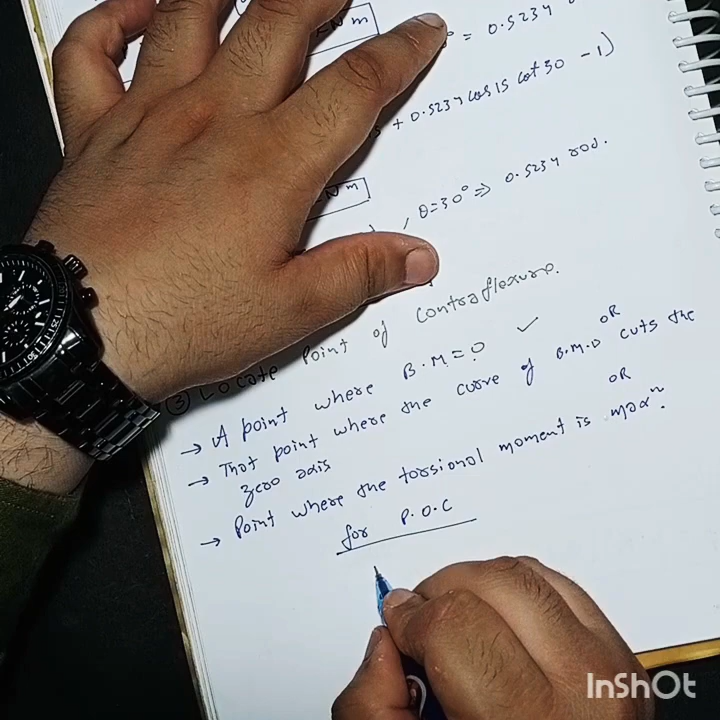 N m
° = 0.5234
+ 0.5234 cos 15 cot 30 - 1)
N m
, θ=30° ⇒ 0.5234 rad.
③ Locate Point of Contraflexure.
→ A point where B.M = 0 ✓ OR
→ That point where the curve of B.M.D cuts the
zero axis OR
→ Point where the torsional moment is maxᵐ.
for P.O.C
InShOt